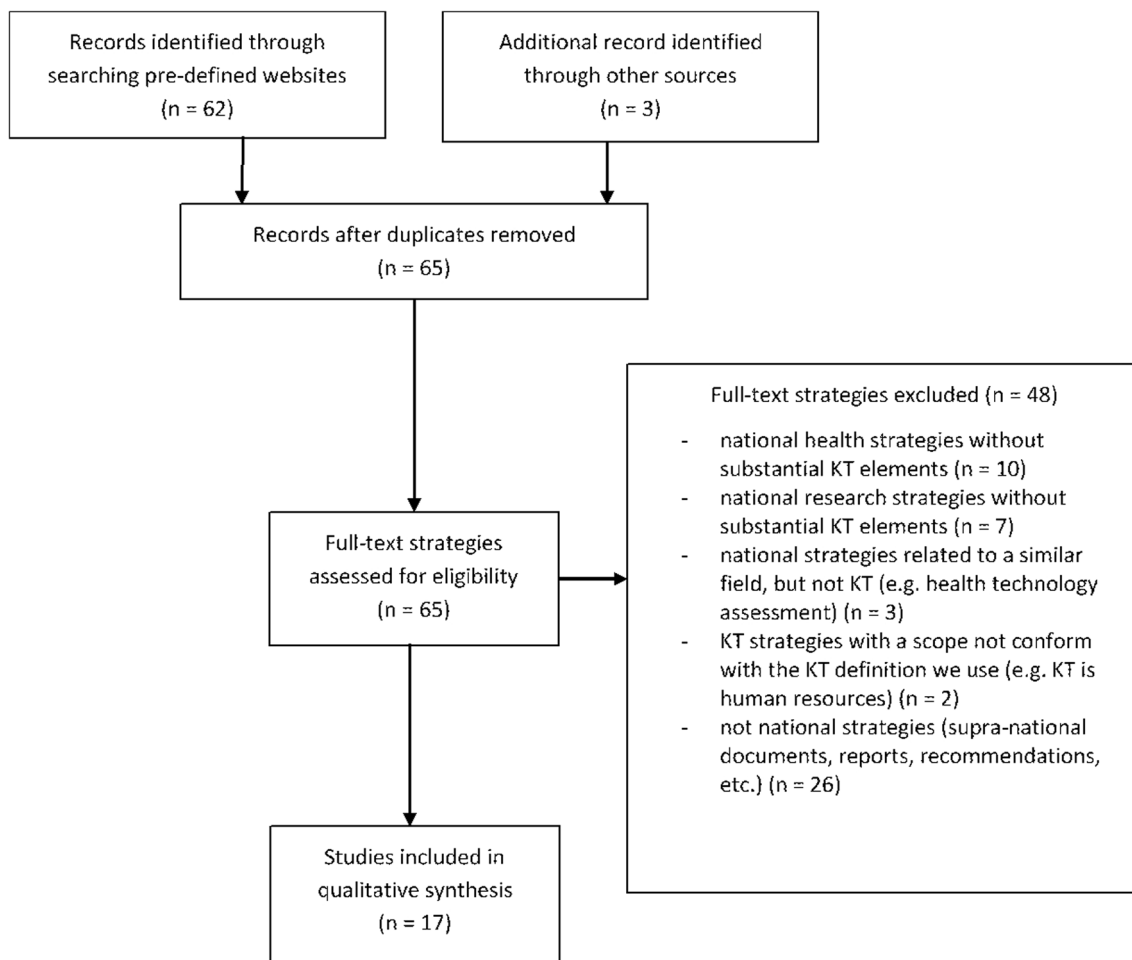 Records identified through
searching pre-defined websites
(n = 62)
Additional record identified
through other sources
(n = 3)
Records after duplicates removed
(n = 65)
Full-text strategies
assessed for eligibility
(n = 65)
Full-text strategies excluded (n = 48)
- national health strategies without
substantial KT elements (n = 10)
- national research strategies without
substantial KT elements (n = 7)
- national strategies related to a similar
field, but not KT (e.g. health technology
assessment) (n = 3)
- KT strategies with a scope not conform
with the KT definition we use (e.g. KT is
human resources) (n = 2)
- not national strategies (supra-national
documents, reports, recommendations,
etc.) (n = 26)
Studies included in
qualitative synthesis
(n = 17)